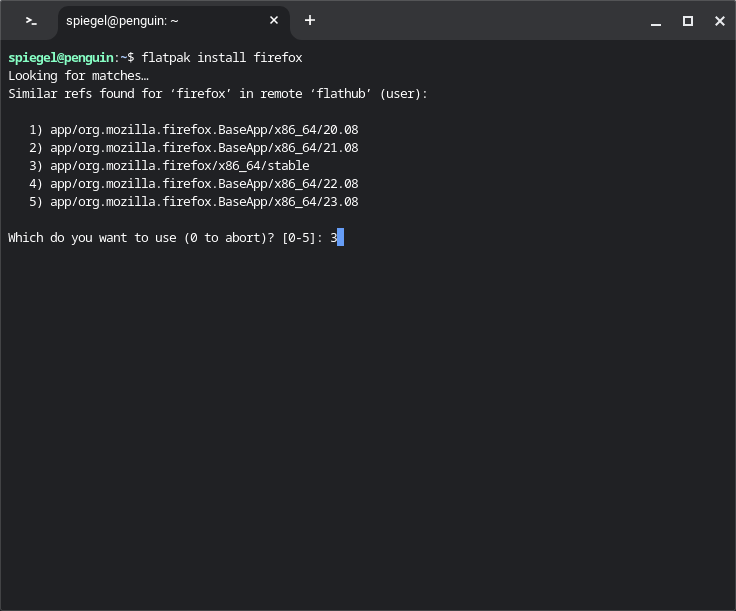 spiegel@penguin: ~
spiegel@penguin:~$ flatpak install firefox
Looking for matches…
Similar refs found for ‘firefox’ in remote ‘flathub’ (user):
1) app/org.mozilla.firefox.BaseApp/x86_64/20.08
2) app/org.mozilla.firefox.BaseApp/x86_64/21.08
3) app/org.mozilla.firefox/x86_64/stable
4) app/org.mozilla.firefox.BaseApp/x86_64/22.08
5) app/org.mozilla.firefox.BaseApp/x86_64/23.08
Which do you want to use (0 to abort)? [0-5]: 3